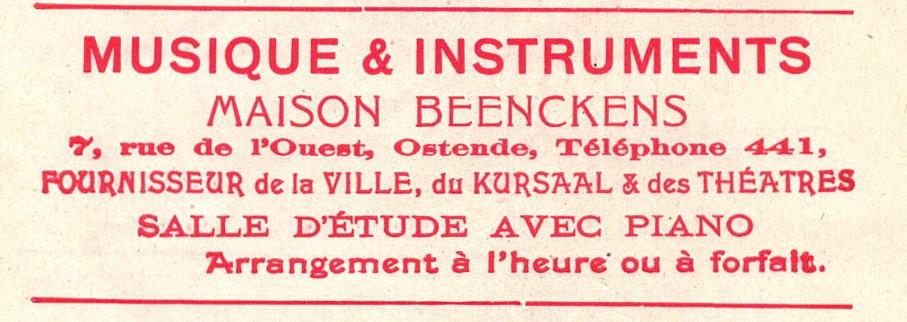 MUSIQUE & INSTRUMENTS
MAISON BEENCKENS
7, rue de l'Ouest, Ostende, Téléphone 441,
FOURNISSEUR de la VILLE, du KURSAAL & des THÉATRES
SALLE D'ÉTUDE AVEC PIANO
Arrangement à l'heure ou à forfait.